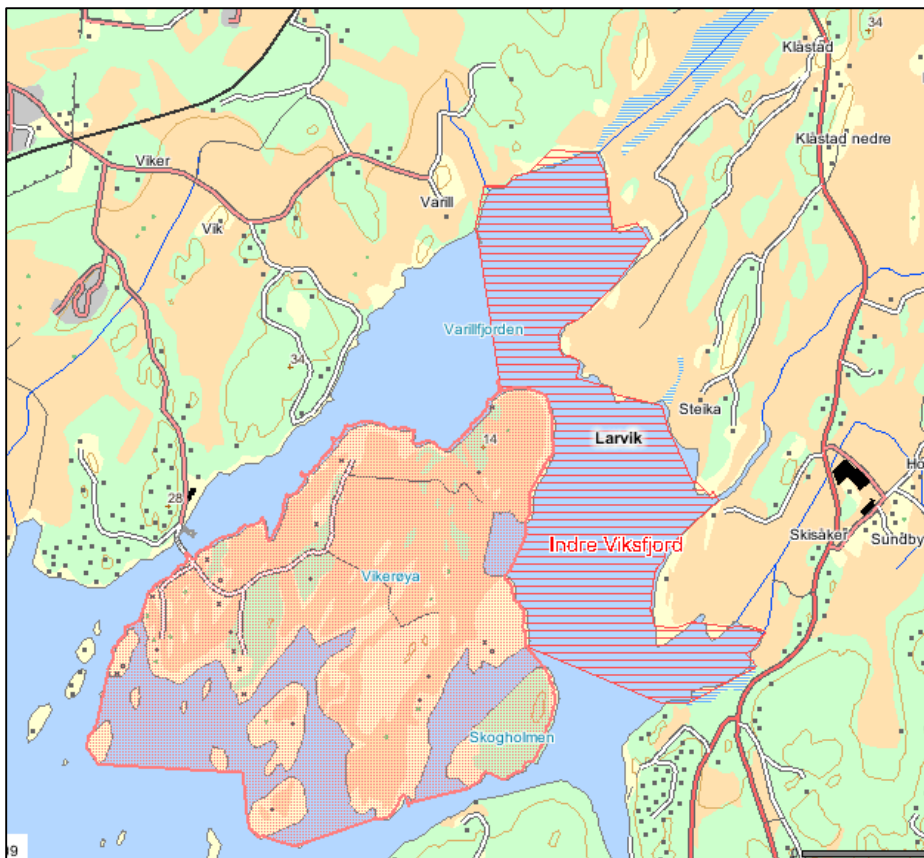 34
Klåstad
Klåstad nedre
Viker
Varill
Vik
Varillfjorden
34
Steika
14
Larvik
28
Skisåker
Sundby
Indre Viksfjord
Vikerøya
Skogholmen